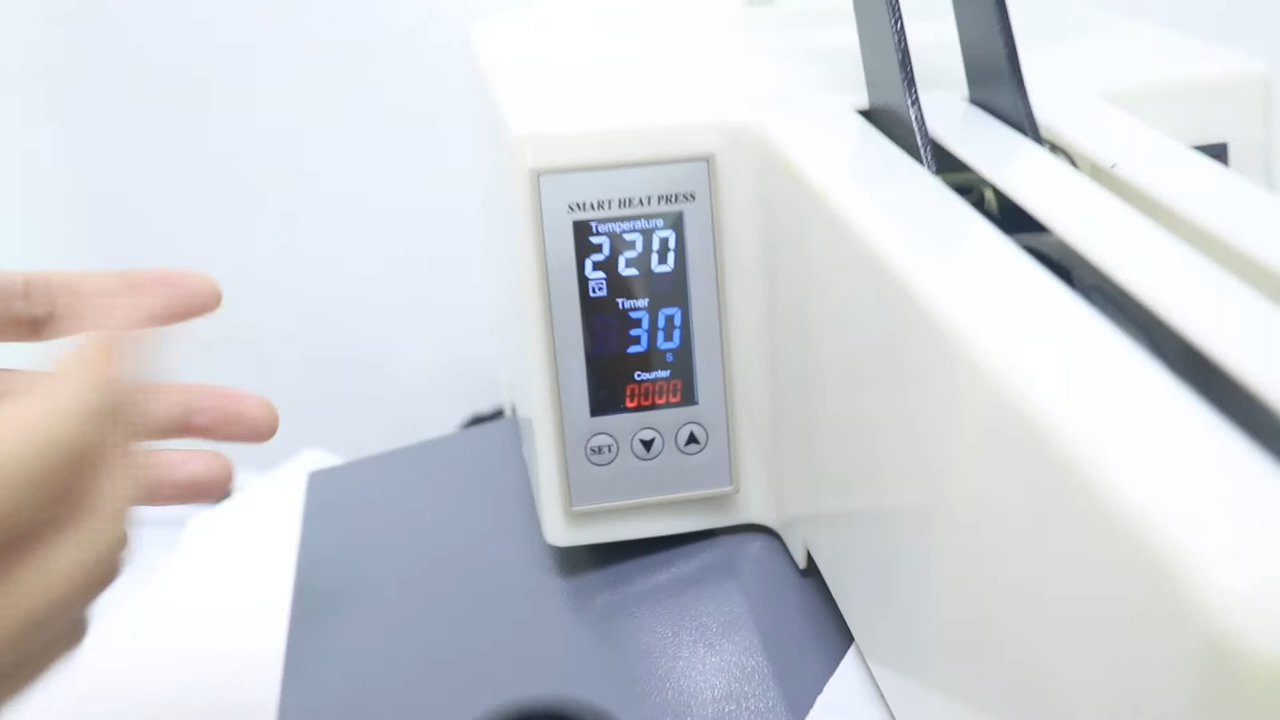 SMART HEAT PRESS
Temperature
220
℃
Timer
30
S
Counter
0000
SET